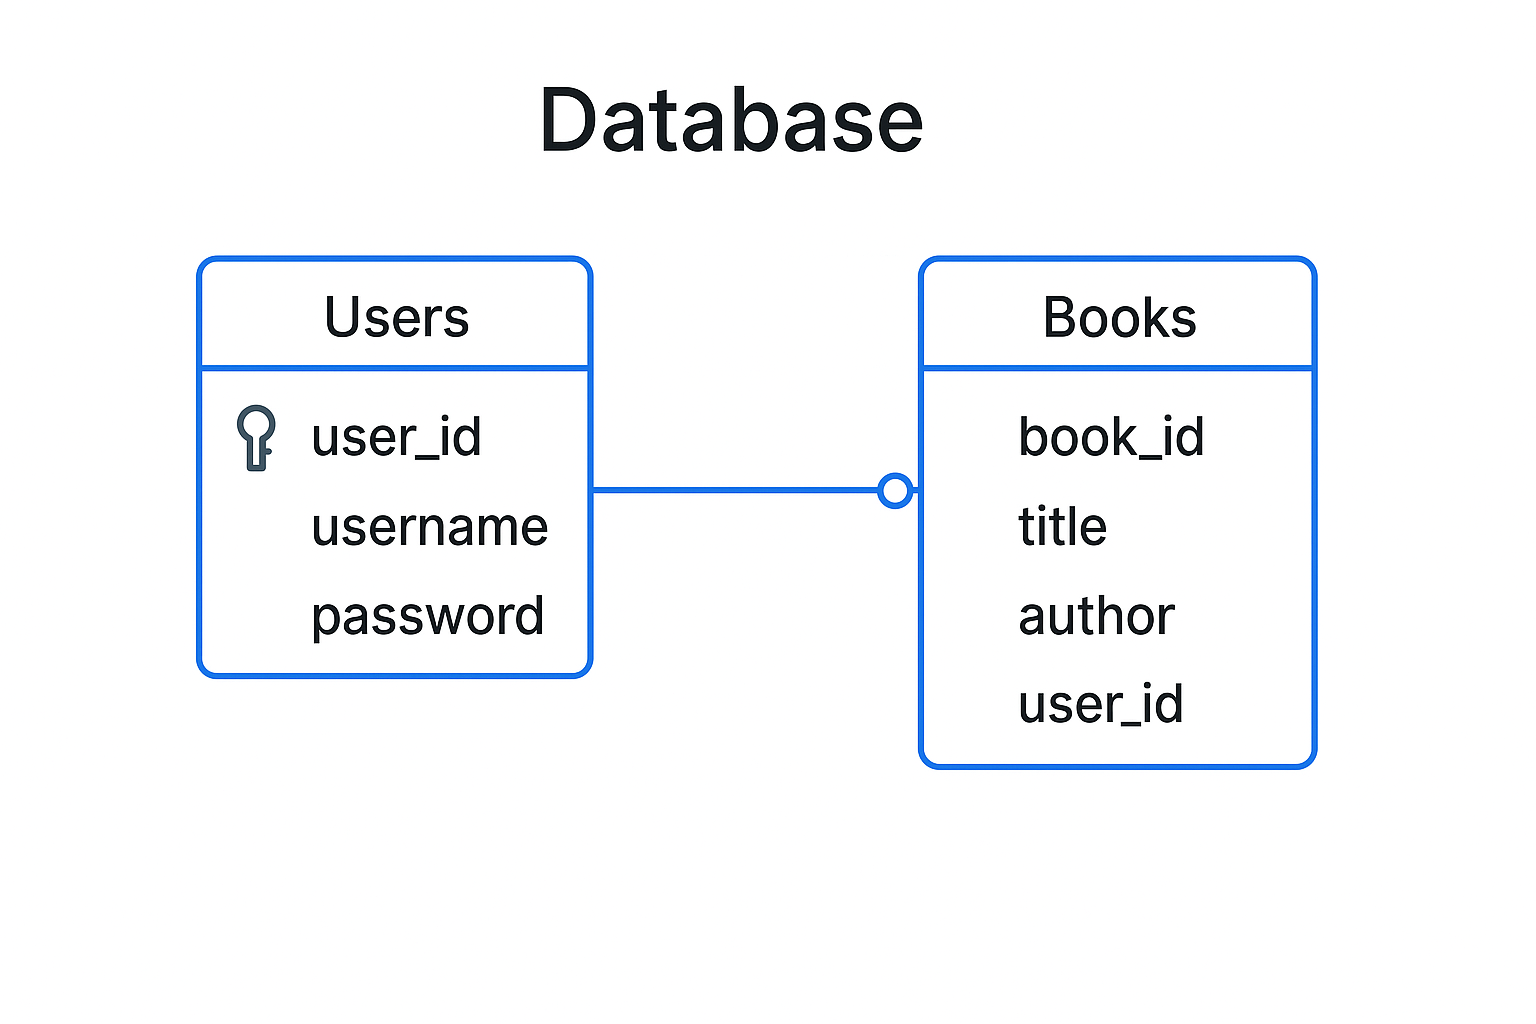 Database
Users
user_id
username
password
Books
book_id
title
author
user_id